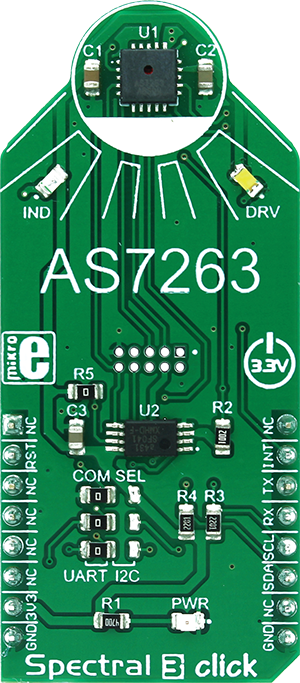 U1
C1 C2
IND DRV
AS7263
mikro e
3.3V
R5
C3 U2 R2
NC NC
RST INT
COM SEL
NC TX
R4 R3
NC RX
NC SCL
UART I2C
NC SDA
3V3 NC
R1 PWR
4700
GND GND
Spectral 3 click